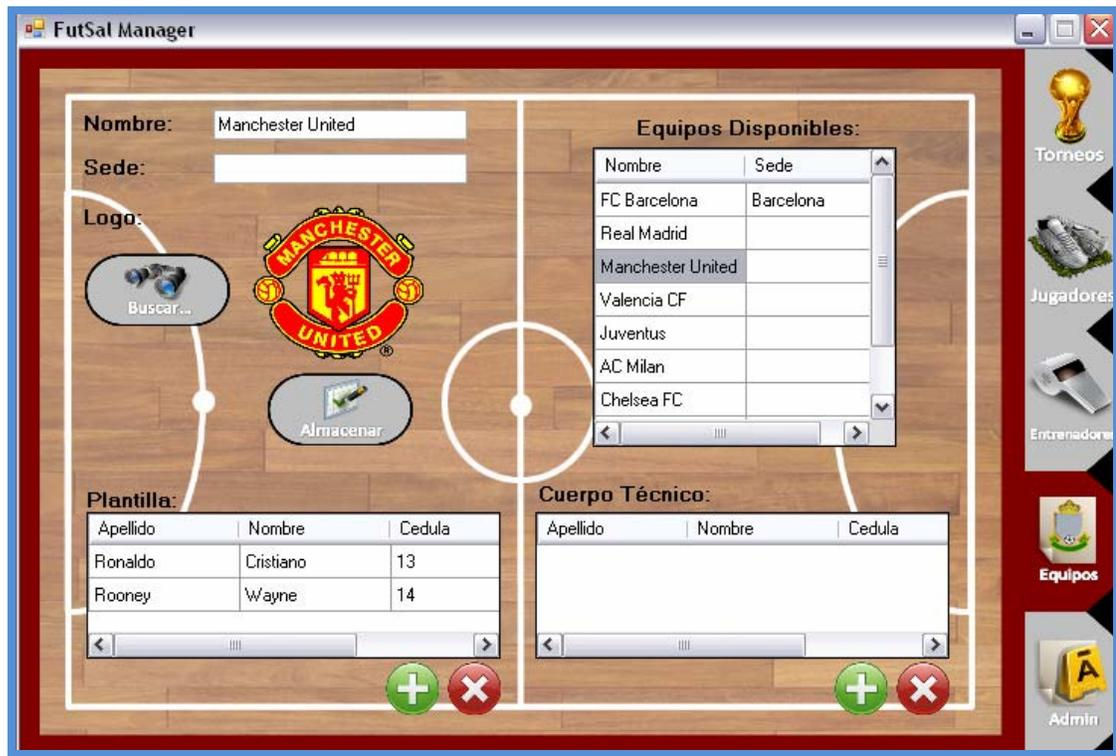 FutSal Manager
Nombre: Manchester United
Sede:
Logo:
MANCHESTER
UNITED
®
Buscar...
Almacenar
Equipos Disponibles:
Nombre Sede
FC Barcelona Barcelona
Real Madrid
Manchester United
Valencia CF
Juventus
AC Milan
Chelsea FC
Plantilla:
Apellido Nombre Cedula
Ronaldo Cristiano 13
Rooney Wayne 14
Cuerpo Técnico:
Apellido Nombre Cedula
Torneos
Jugadores
Entrenadore
Equipos
A
Admin